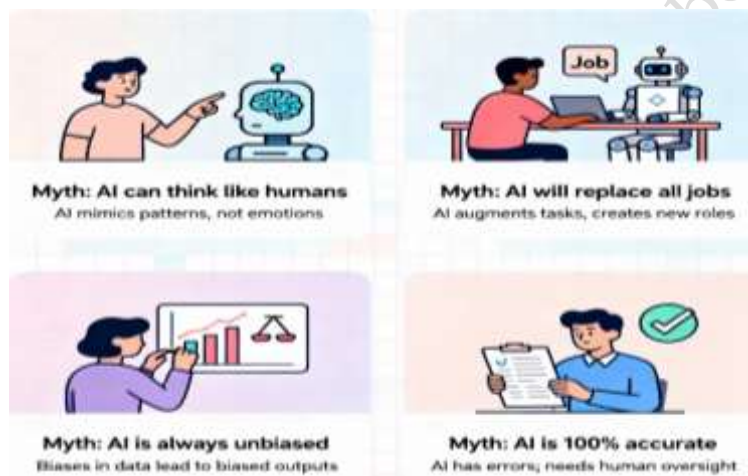 Job
Myth: AI can think like humans
AI mimics patterns, not emotions
Myth: AI will replace all jobs
AI augments tasks, creates new roles
Myth: AI is always unbiased
Biases in data lead to biased outputs
Myth: AI is 100% accurate
AI has errors; needs human oversight